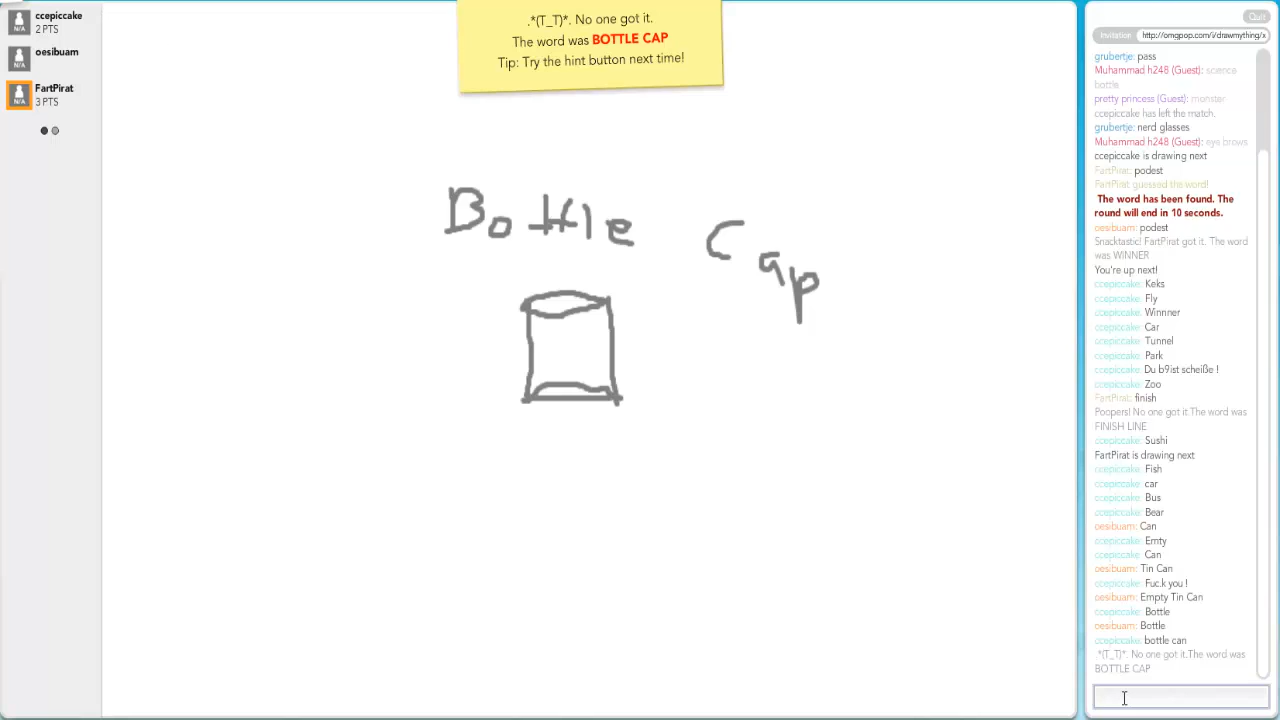 ccepiccake
2 PTS
oesibuam
FartPirat
3 PTS
N/A
N/A
N/A
.*(T_T)*. No one got it.
The word was BOTTLE CAP
Tip: Try the hint button next time!
Bottle Cap
Quit
Invitation http://omgpop.com/i/drawmything/x
grubertje: pass
Muhammad h248 (Guest): science
bottle
pretty princess (Guest): monster
ccepiccake has left the match.
grubertje: nerd glasses
Muhammad h248 (Guest): eye brows
ccepiccake is drawing next
FartPirat: podest
FartPirat guessed the word!
The word has been found. The
round will end in 10 seconds.
oesibuam: podest
Snacktastic! FartPirat got it. The word
was WINNER
You're up next!
ccepiccake: Keks
ccepiccake: Fly
ccepiccake: Winnner
ccepiccake: Car
ccepiccake: Tunnel
ccepiccake: Park
ccepiccake: Du b9ist scheiße !
ccepiccake: Zoo
FartPirat: finish
Poopers! No one got it.The word was
FINISH LINE
ccepiccake: Sushi
FartPirat is drawing next
ccepiccake: Fish
ccepiccake: car
ccepiccake: Bus
ccepiccake: Bear
oesibuam: Can
ccepiccake: Emty
ccepiccake: Can
oesibuam: Tin Can
ccepiccake: Fuc.k you !
oesibuam: Empty Tin Can
ccepiccake: Bottle
oesibuam: Bottle
ccepiccake: bottle can
.*(T_T)*. No one got it.The word was
BOTTLE CAP